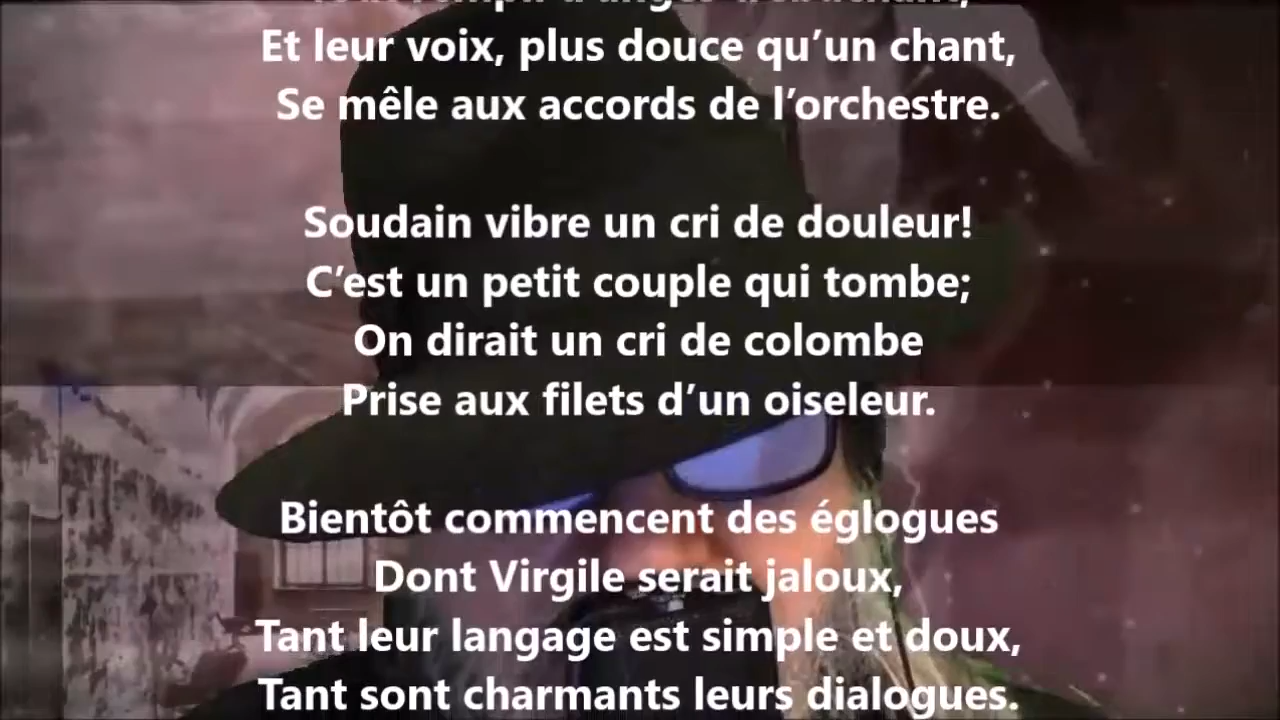 Et leur voix, plus douce qu’un chant,
Se mêle aux accords de l’orchestre.
Soudain vibre un cri de douleur!
C’est un petit couple qui tombe;
On dirait un cri de colombe
Prise aux filets d’un oiseleur.
Bientôt commencent des églogues
Dont Virgile serait jaloux,
Tant leur langage est simple et doux,
Tant sont charmants leurs dialogues.